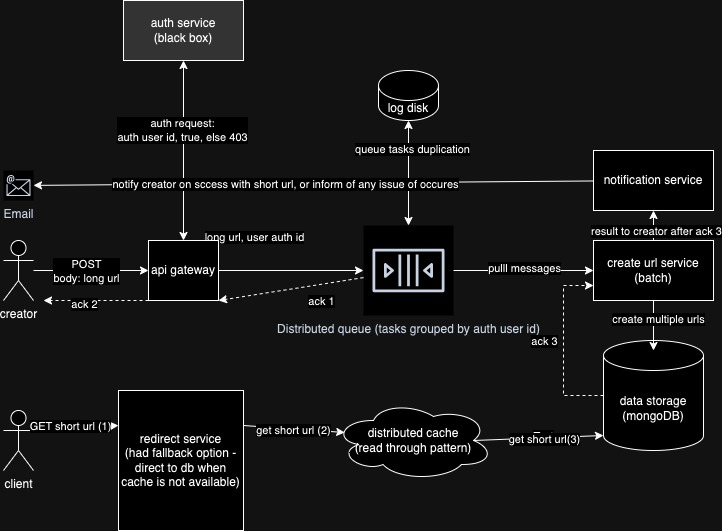 auth service
(black box)
log disk
auth request:
auth user id, true, else 403
queue tasks duplication
@
notify creator on sccess with short url, or inform of any issue of occures
notification service
Email
result to creator after ack 3
long url, user auth id
POST
body: long url
api gateway
pulll messages
create url service
(batch)
ack 2
ack 1
creator
Distributed queue (tasks grouped by auth user id)
create multiple urls
ack 3
data storage
(mongoDB)
GET short url (1)
redirect service
(had fallback option -
direct to db when
cache is not available)
get short url (2)
distributed cache
(read through pattern)
get short url(3)
client